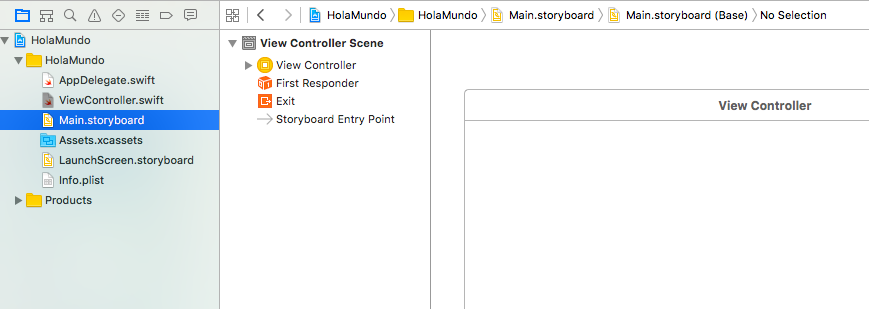 HolaMundo HolaMundo Main.storyboard Main.storyboard (Base) No Selection
HolaMundo
HolaMundo
AppDelegate.swift
ViewController.swift
Main.storyboard
Assets.xcassets
LaunchScreen.storyboard
Info.plist
Products
View Controller Scene
View Controller
First Responder
Exit
Storyboard Entry Point
View Controller